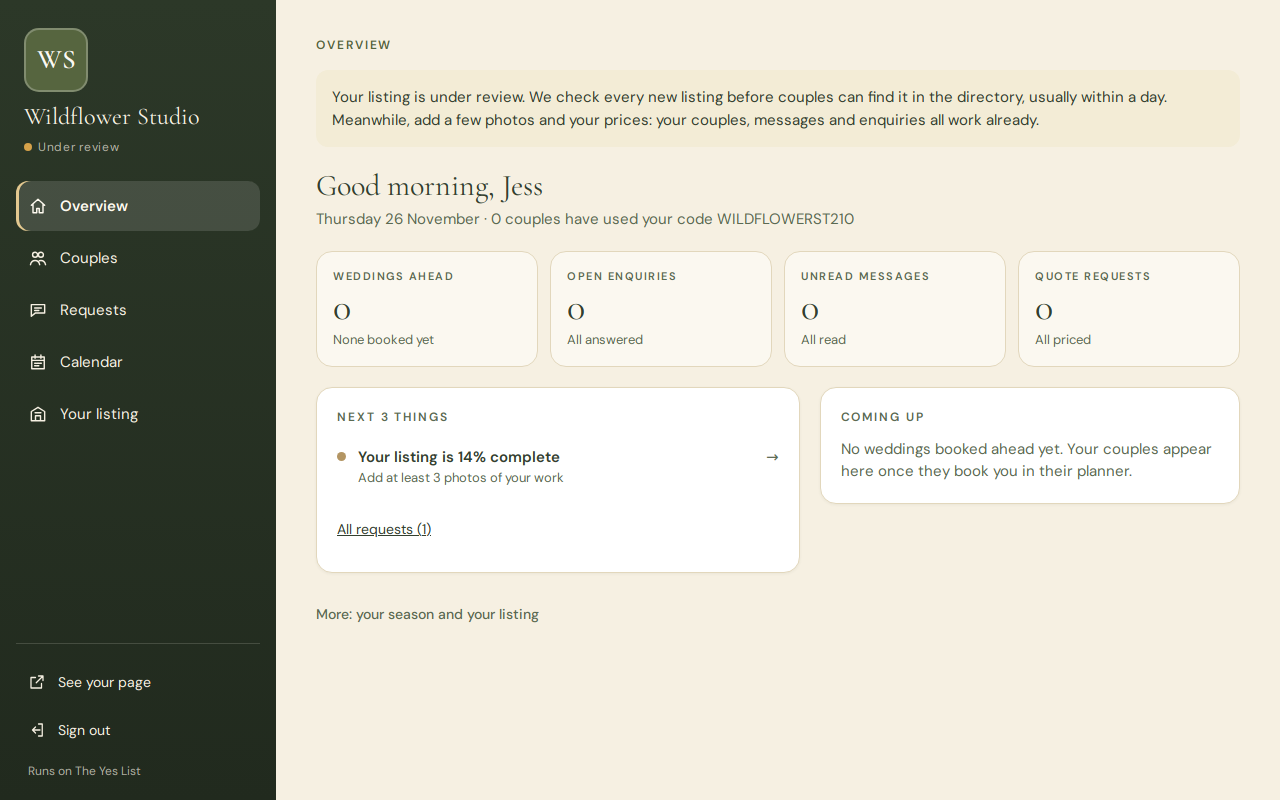 WS
Wildflower Studio
Under review
Overview
Couples
Requests
Calendar
Your listing
See your page
Sign out
Runs on The Yes List
OVERVIEW
Your listing is under review. We check every new listing before couples can find it in the directory, usually within a day.
Meanwhile, add a few photos and your prices: your couples, messages and enquiries all work already.
Good morning, Jess
Thursday 26 November · 0 couples have used your code WILDFLOWERST210
WEDDINGS AHEAD
0
None booked yet
OPEN ENQUIRIES
0
All answered
UNREAD MESSAGES
0
All read
QUOTE REQUESTS
0
All priced
NEXT 3 THINGS
Your listing is 14% complete →
Add at least 3 photos of your work
All requests (1)
COMING UP
No weddings booked ahead yet. Your couples appear
here once they book you in their planner.
More: your season and your listing